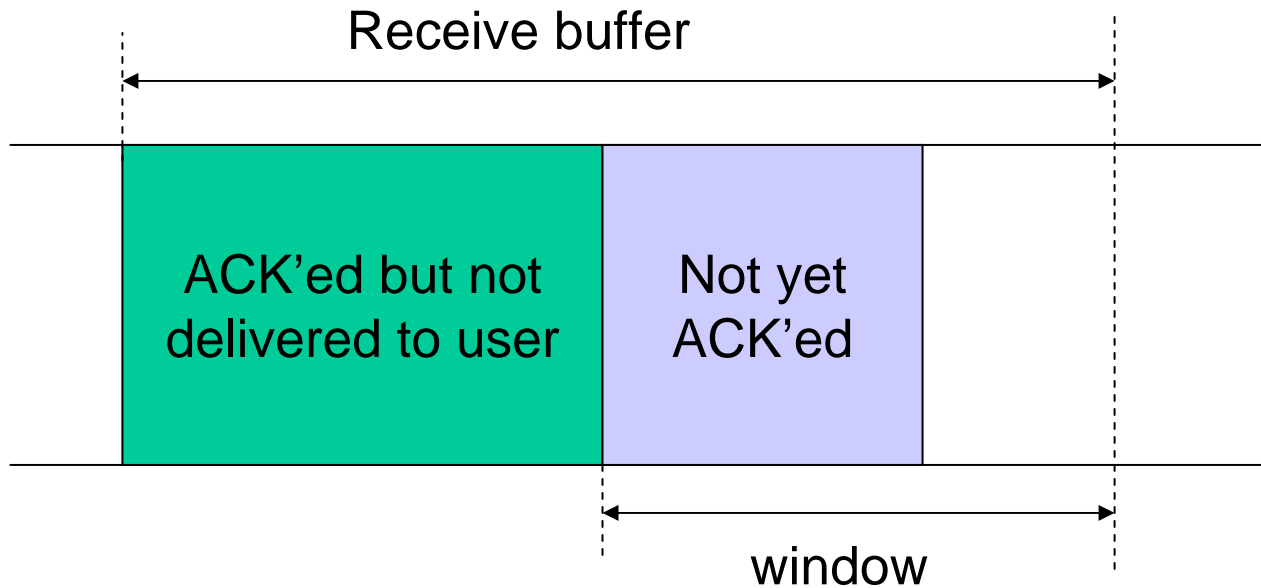 Receive buffer
ACK’ed but not
delivered to user
Not yet
ACK’ed
window